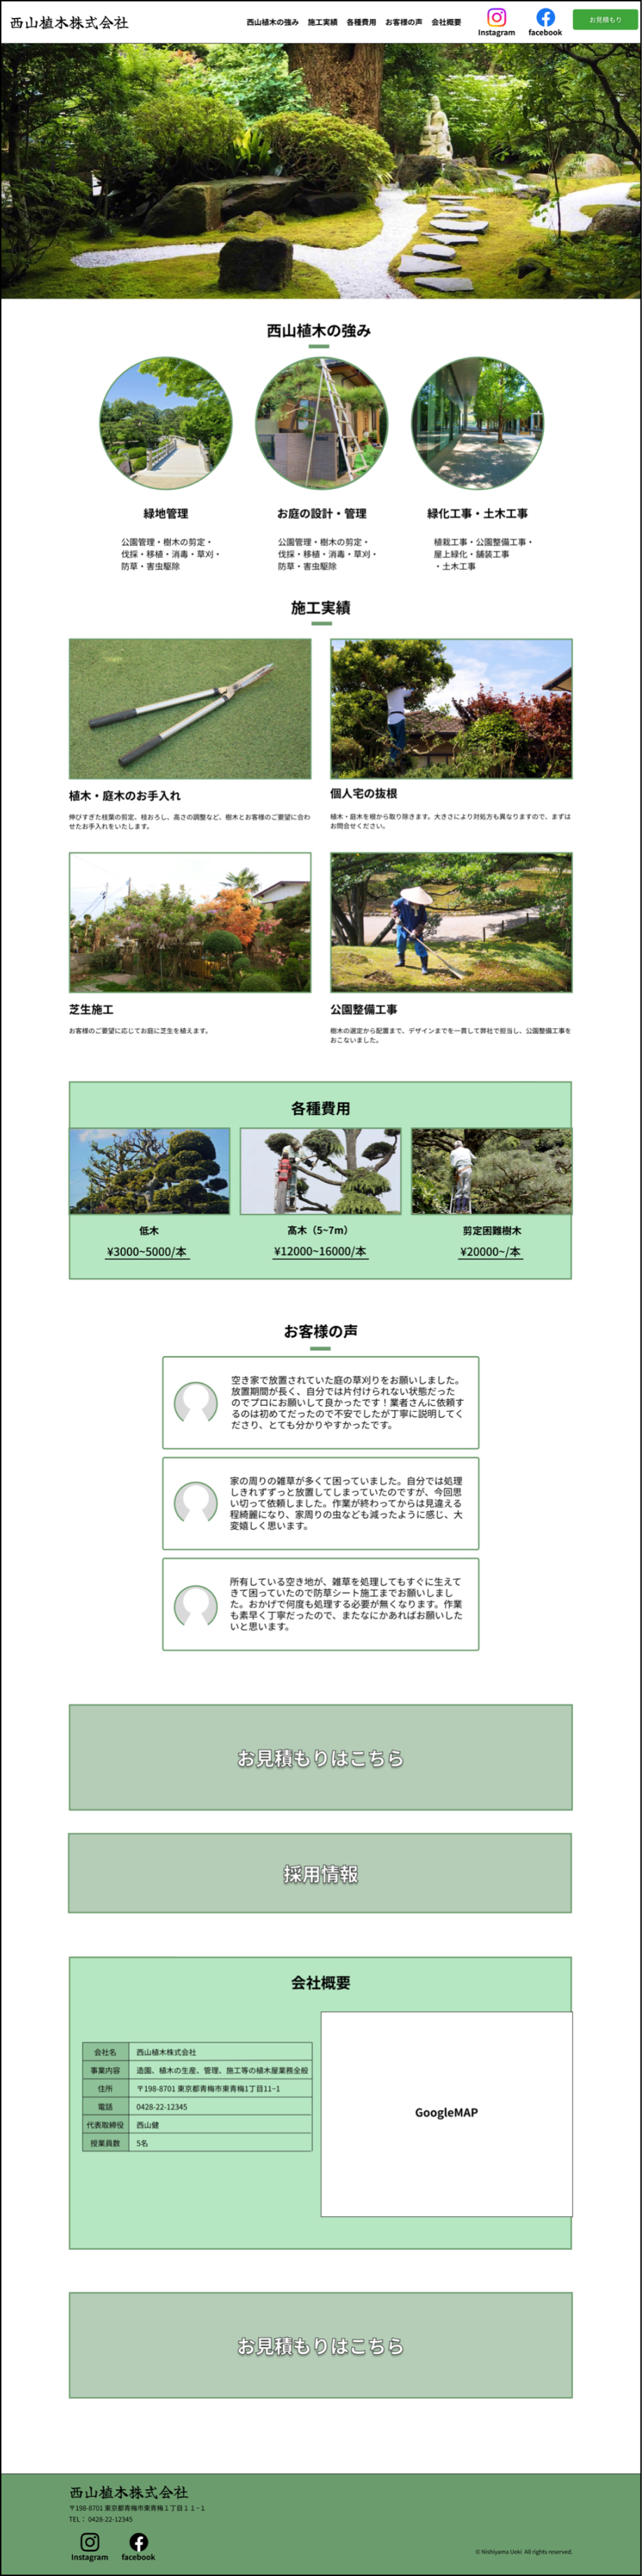 西山植木株式会社
西山植木の強み 施工実績 各種費用 お客様の声 会社概要
Instagram
facebook
お見積もり
西山植木の強み
緑地管理
公園管理・樹木の剪定・
伐採・移植・消毒・草刈・
防草・害虫駆除
お庭の設計・管理
公園管理・樹木の剪定・
伐採・移植・消毒・草刈・
防草・害虫駆除
緑化工事・土木工事
植栽工事・公園整備工事・
屋上緑化・舗装工事
・土木工事
施工実績
植木・庭木のお手入れ
伸びすぎた枝葉の剪定、枝おろし、高さの調整など、樹木とお客様のご要望に合わ
せたお手入れをいたします。
個人宅の抜根
植木・庭木を根から取り除きます。大きさにより対処方も異なりますので、まずは
お問合せください。
芝生施工
お客様のご要望に応じてお庭に芝生を植えます。
公園整備工事
樹木の選定から配置まで、デザインまでを一貫して弊社で担当し、公園整備工事を
おこないました。
各種費用
低木
¥3000~5000/本
高木（5~7m）
¥12000~16000/本
剪定困難樹木
¥20000~/本
お客様の声
空き家で放置されていた庭の草刈りをお願いしました。
放置期間が長く、自分では片付けられない状態だった
のでプロにお願いして良かったです！業者さんに依頼す
るのは初めてだったので不安でしたが丁寧に説明してく
ださり、とても分かりやすかったです。
家の周りの雑草が多くて困っていました。自分では処理
しきれずずっと放置してしまっていたのですが、今回思
い切って依頼しました。作業が終わってからは見違える
程綺麗になり、家周りの虫なども減ったように感じ、大
変嬉しく思います。
所有している空き地が、雑草を処理してもすぐに生えて
きて困っていたので防草シート施工までお願いしまし
た。おかげで何度も処理する必要が無くなります。作業
も素早く丁寧だったので、またなにかあればお願いした
いと思います。
お見積もりはこちら
採用情報
会社概要
会社名 西山植木株式会社
事業内容 造園、植木の生産、管理、施工等の植木屋業務全般
住所 〒198-8701 東京都青梅市東青梅1丁目11−1
電話 0428-22-12345
代表取締役 西山健
授業員数 5名
GoogleMAP
お見積もりはこちら
西山植木株式会社
〒198-8701 東京都青梅市東青梅１丁目１１−１
TEL： 0428-22-12345
Instagram
facebook
© Nishiyama Ueki All rights reserved.